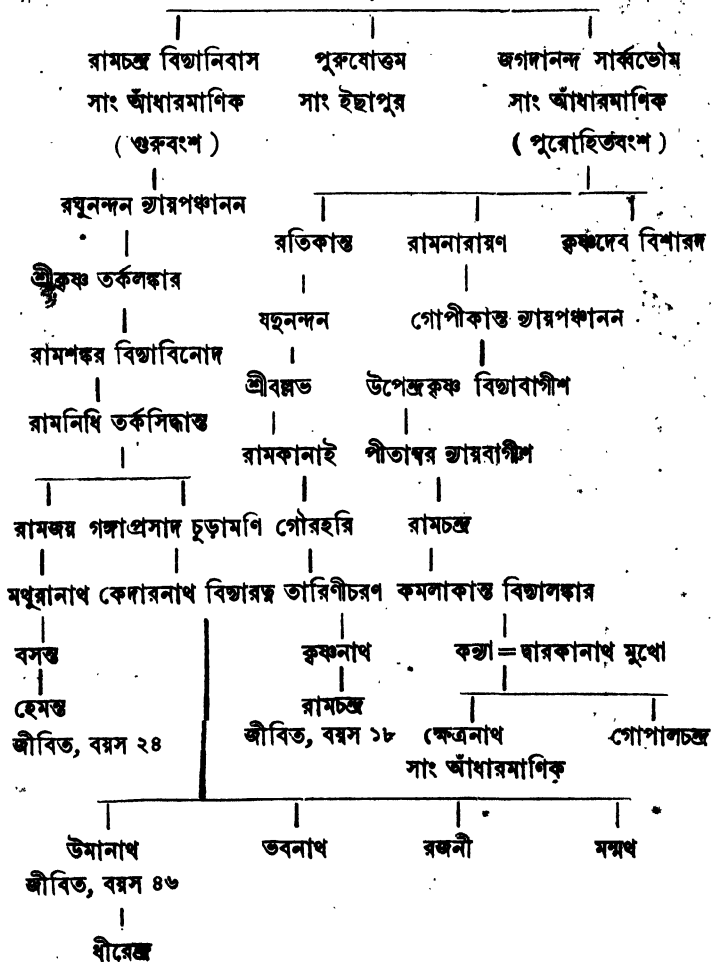 রামচন্দ্র বিদ্যানিবাস পুরুষোত্তম জগদানন্দ সার্ব্বভৌম
সাং আঁধারমাণিক সাং ইছাপুর সাং আঁধারমাণিক
( গুরুবংশ ) ( পুরোহিতবংশ )
রঘুনন্দন ন্যায়পঞ্চানন
রতিকান্ত রামনারায়ণ কৃষ্ণদেব বিশারদ
শ্রীকৃষ্ণ তর্কলঙ্কার
যদুনন্দন গোপীকান্ত ন্যায়পঞ্চানন
রামশঙ্কর বিদ্যাবিনোদ
শ্রীবল্লভ উপেন্দ্রকৃষ্ণ বিদ্যাবাগীশ
রামনিধি তর্কসিদ্ধান্ত
রামকানাই পীতাম্বর ন্যায়বাগীশ
রামজয় গঙ্গাপ্রসাদ চূড়ামণি গৌরহরি রামচন্দ্র
মথুরানাথ কেদারনাথ বিদ্যারত্ন তারিণীচরণ কমলাকান্ত বিদ্যালঙ্কার
বসন্ত কৃষ্ণনাথ কন্যা = দ্বারকানাথ মুখো
হেমন্ত রামচন্দ্র
জীবিত, বয়স ২৪ জীবিত, বয়স ১৮ ক্ষেত্রনাথ গোপালচন্দ্র
সাং আঁধারমাণিক
উমানাথ ভবনাথ রজনী মন্মথ
জীবিত, বয়স ৪৬
ধীরেন্দ্র